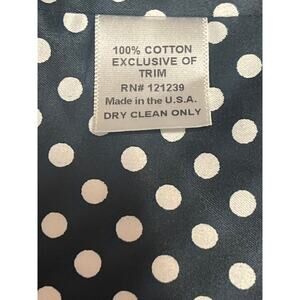 100% COTTON
EXCLUSIVE OF
TRIM
RN# 121239
Made in the U.S.A.
DRY CLEAN ONLY